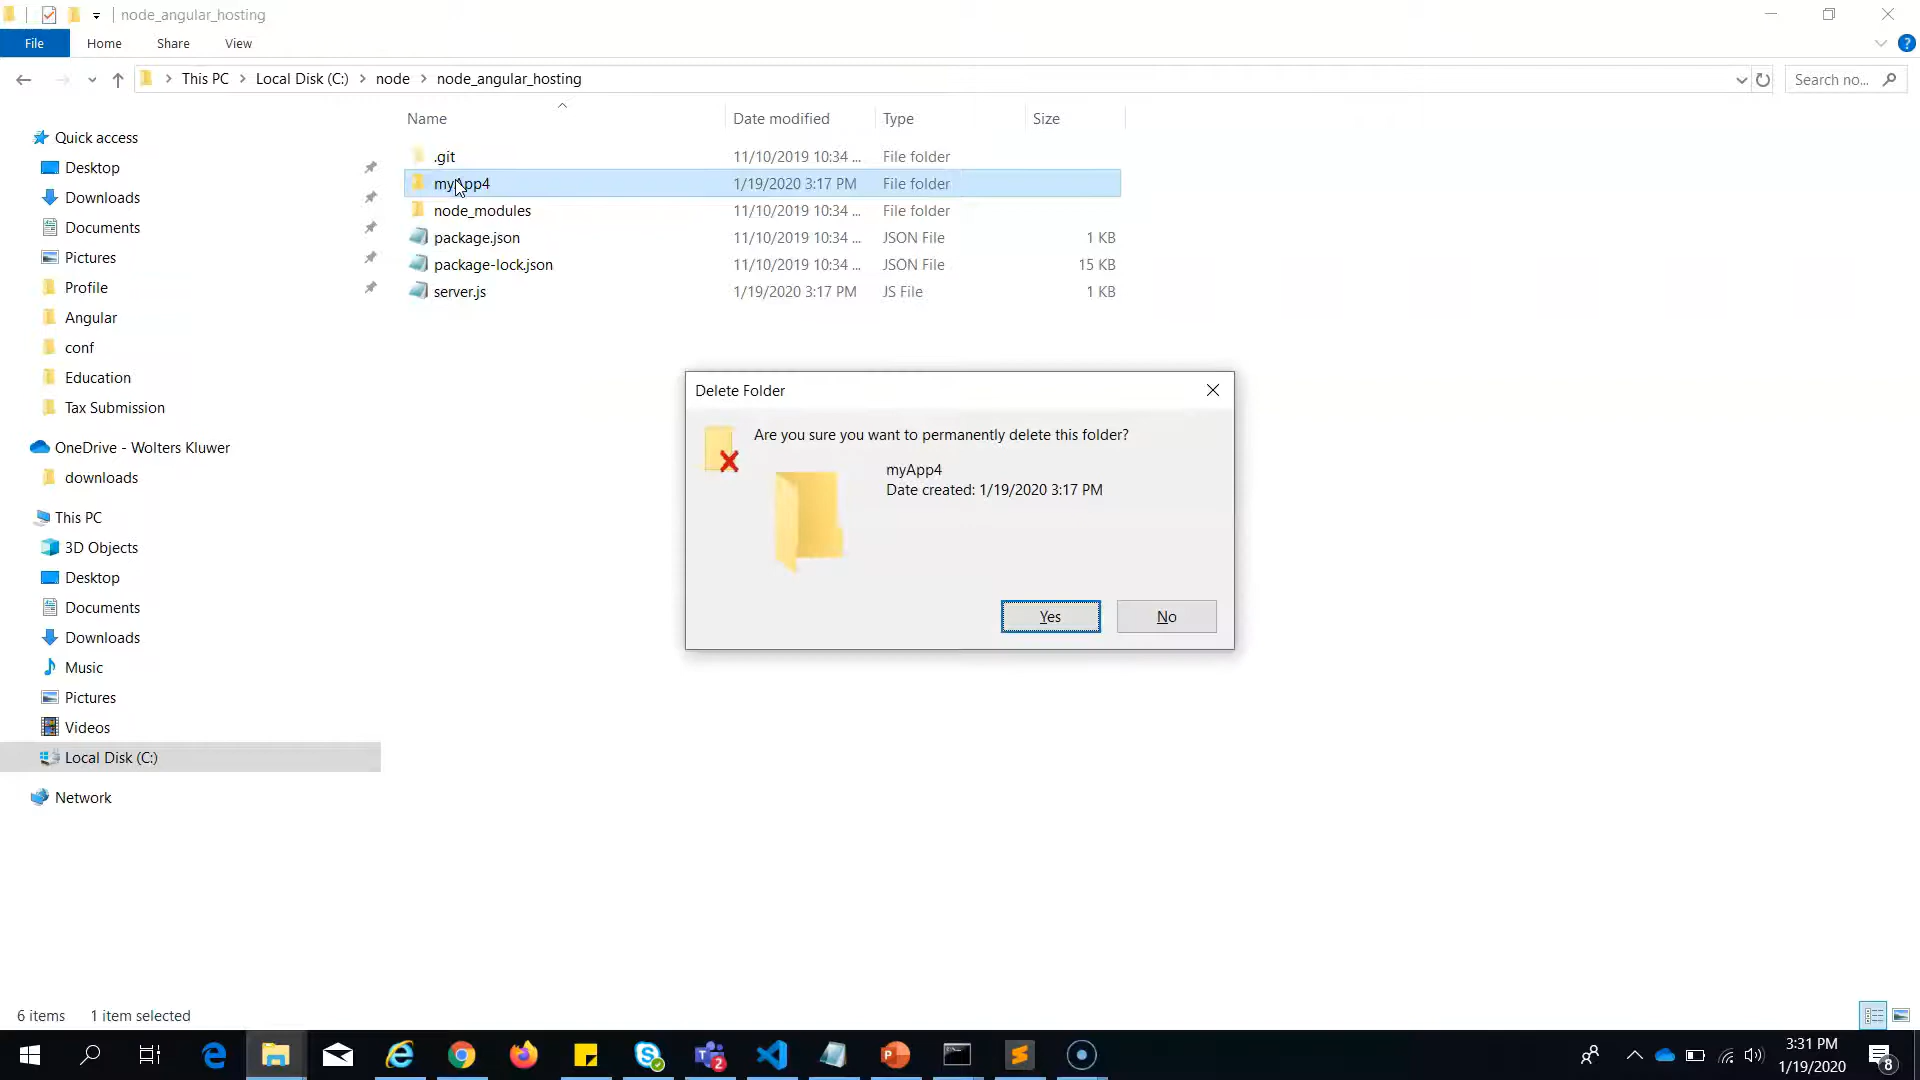 node_angular_hosting
File Home Share View
This PC Local Disk (C:) node node_angular_hosting
Search no...
Name Date modified Type Size
Quick access
Desktop
Downloads
Documents
Pictures
Profile
Angular
conf
Education
Tax Submission
OneDrive - Wolters Kluwer
downloads
This PC
3D Objects
Desktop
Documents
Downloads
Music
Pictures
Videos
Local Disk (C:)
Network
.git 11/10/2019 10:34 ... File folder
myApp4 1/19/2020 3:17 PM File folder
node_modules 11/10/2019 10:34 ... File folder
package.json 11/10/2019 10:34 ... JSON File 1 KB
package-lock.json 11/10/2019 10:34 ... JSON File 15 KB
server.js 1/19/2020 3:17 PM JS File 1 KB
Delete Folder
Are you sure you want to permanently delete this folder?
myApp4
Date created: 1/19/2020 3:17 PM
Yes No
6 items 1 item selected
2
3:31 PM
1/19/2020
8